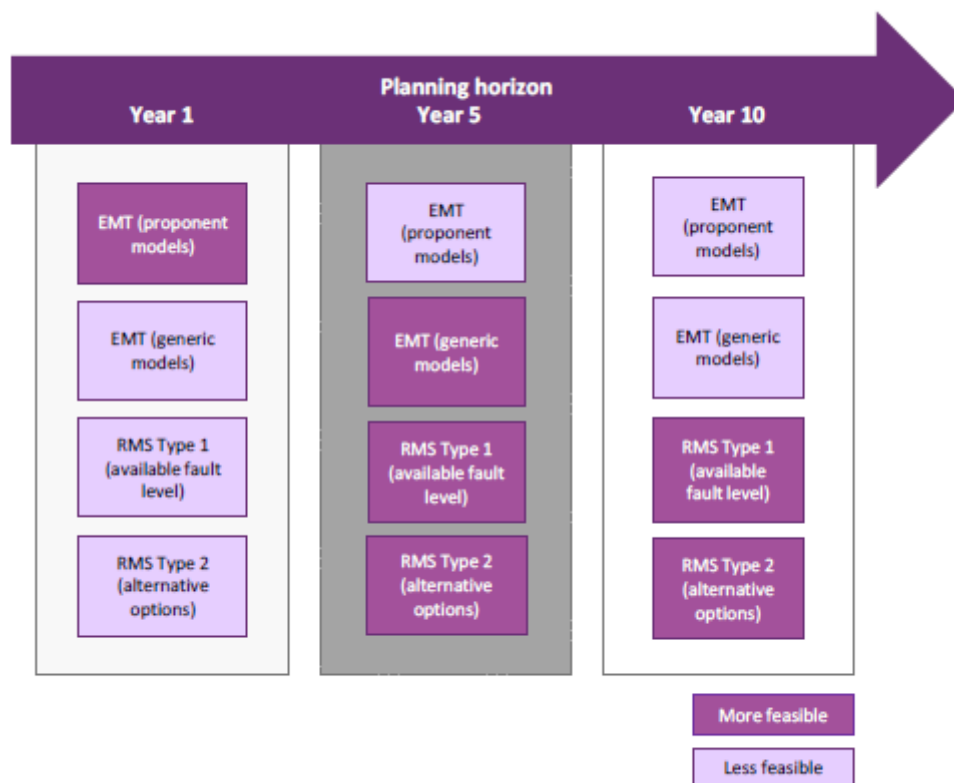 Planning horizon
Year 1
Year 5
Year 10
EMT (proponent
models)
EMT (generic
models)
RMS Type 1
(available fault
level)
RMS Type 2
(alternative
options)
EMT
(proponent
models)
EMT (generic
models)
RMS Type 1
(available fault
level)
RMS Type 2
(alternative
options)
EMT
(proponent
models)
EMT (generic
models)
RMS Type 1
(available
fault level)
RMS Type 2
(alternative
options)
More feasible
Less feasible